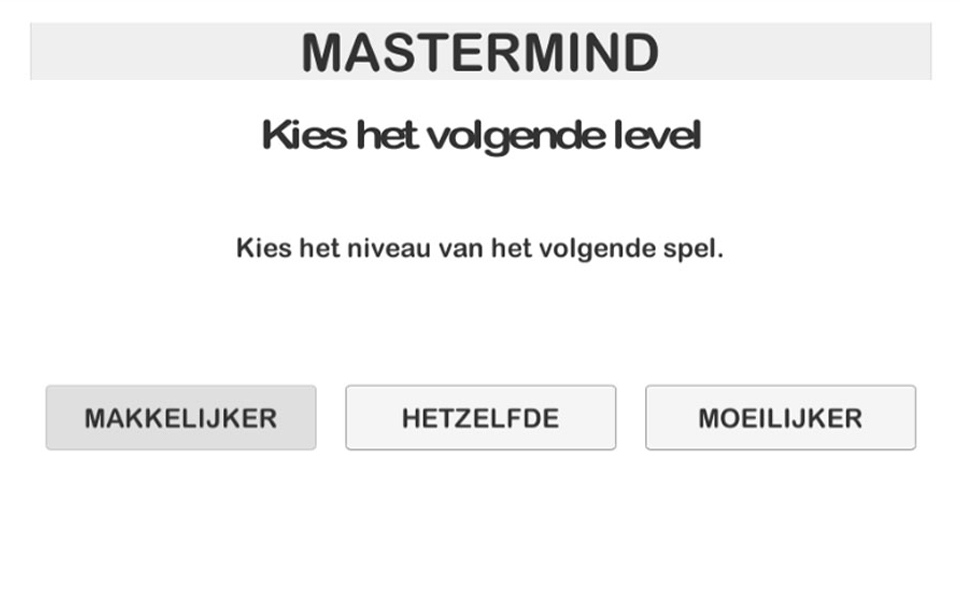 MASTERMIND
Kies het volgende level
Kies het niveau van het volgende spel.
MAKKELIJKER HETZELFDE MOEILIJKER